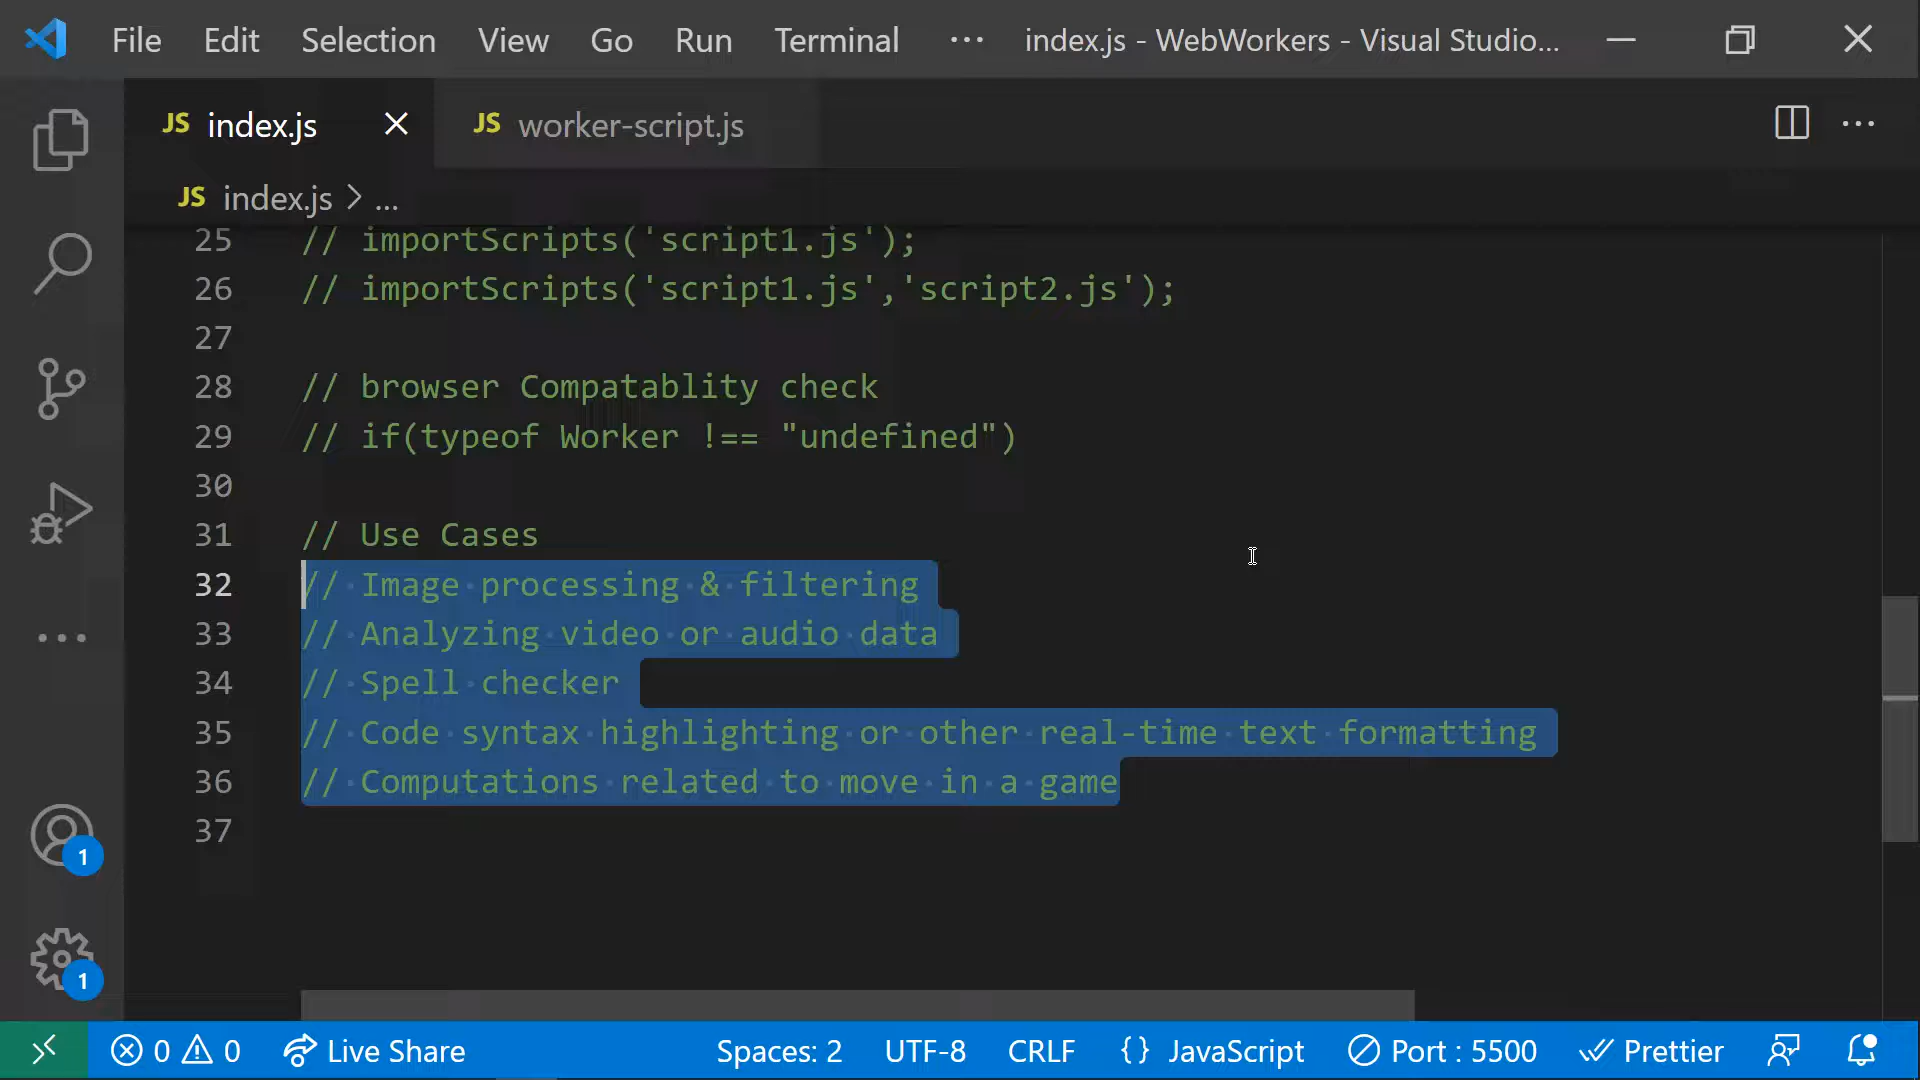 File Edit Selection View Go Run Terminal ··· index.js - WebWorkers - Visual Studio...
JS index.js JS worker-script.js
JS index.js > ...
25 // importScripts('script1.js');
26 // importScripts('script1.js','script2.js');
27
28 // browser Compatablity check
29 // if(typeof Worker !== "undefined")
30
31 // Use Cases
32 // Image processing & filtering
33 // Analyzing video or audio data
34 // Spell checker
35 // Code syntax highlighting or other real-time text formatting
36 // Computations related to move in a game
37
1
1
0 0 Live Share Spaces: 2 UTF-8 CRLF {} JavaScript Port : 5500 Prettier